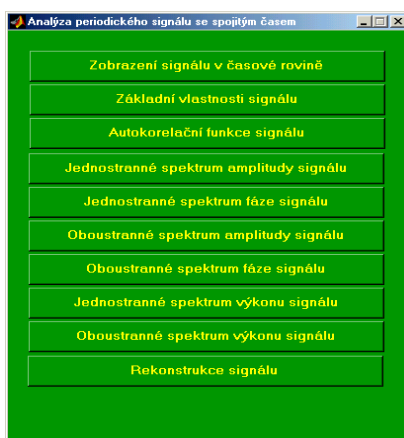 Analýza periodického signálu se spojitým časem
Zobrazení signálu v časové rovině
Základní vlastnosti signálu
Autokorelační funkce signálu
Jednostranné spektrum amplitudy signálu
Jednostranné spektrum fáze signálu
Oboustranné spektrum amplitudy signálu
Oboustranné spektrum fáze signálu
Jednostranné spektrum výkonu signálu
Oboustranné spektrum výkonu signálu
Rekonstrukce signálu